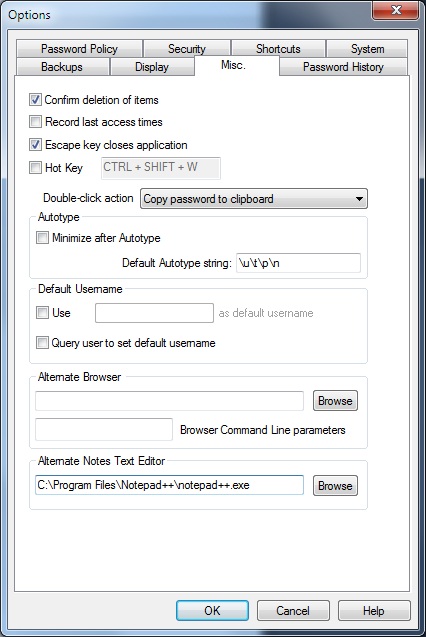 Options
Password Policy
Security
Shortcuts
System
Backups
Display
Misc.
Password History
Confirm deletion of items
Record last access times
Escape key closes application
Hot Key
CTRL + SHIFT + W
Double-click action
Copy password to clipboard
Autotype
Minimize after Autotype
Default Autotype string:
\u\t\p\n
Default Username
Use
as default username
Query user to set default username
Alternate Browser
Browse
Browser Command Line parameters
Alternate Notes Text Editor
C:\Program Files\Notepad++\notepad++.exe
Browse
OK
Cancel
Help